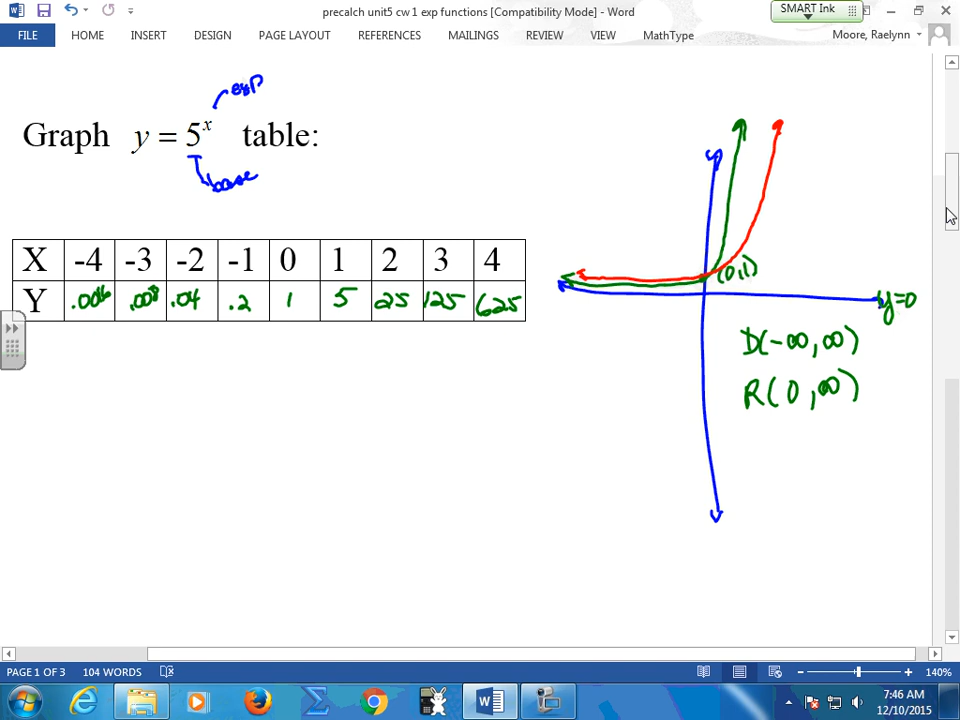 precalch unit5 cw 1 exp functions [Compatibility Mode] - Word
SMART Ink
FILE HOME INSERT DESIGN PAGE LAYOUT REFERENCES MAILINGS REVIEW VIEW MathType Moore, Raelynn
exp
Graph y = 5^x table:
base
X -4 -3 -2 -1 0 1 2 3 4
Y .008 .04 .2 1 5 25 125 625
(0,1)
y=0
D(-∞,∞)
R(0,∞)
PAGE 1 OF 3 104 WORDS 140%
7:46 AM
12/10/2015